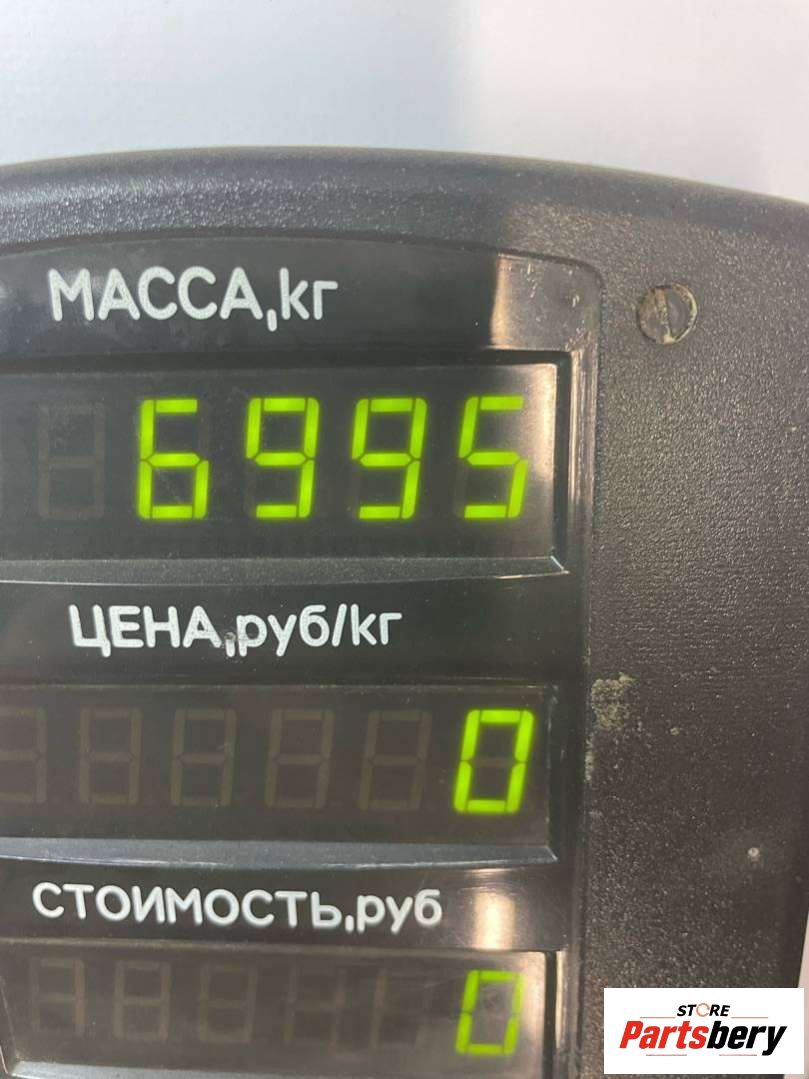 МАССА,кг
6995
ЦЕНА,руб/кг
0
СТОИМОСТЬ,руб
0
STORE
Partsbery